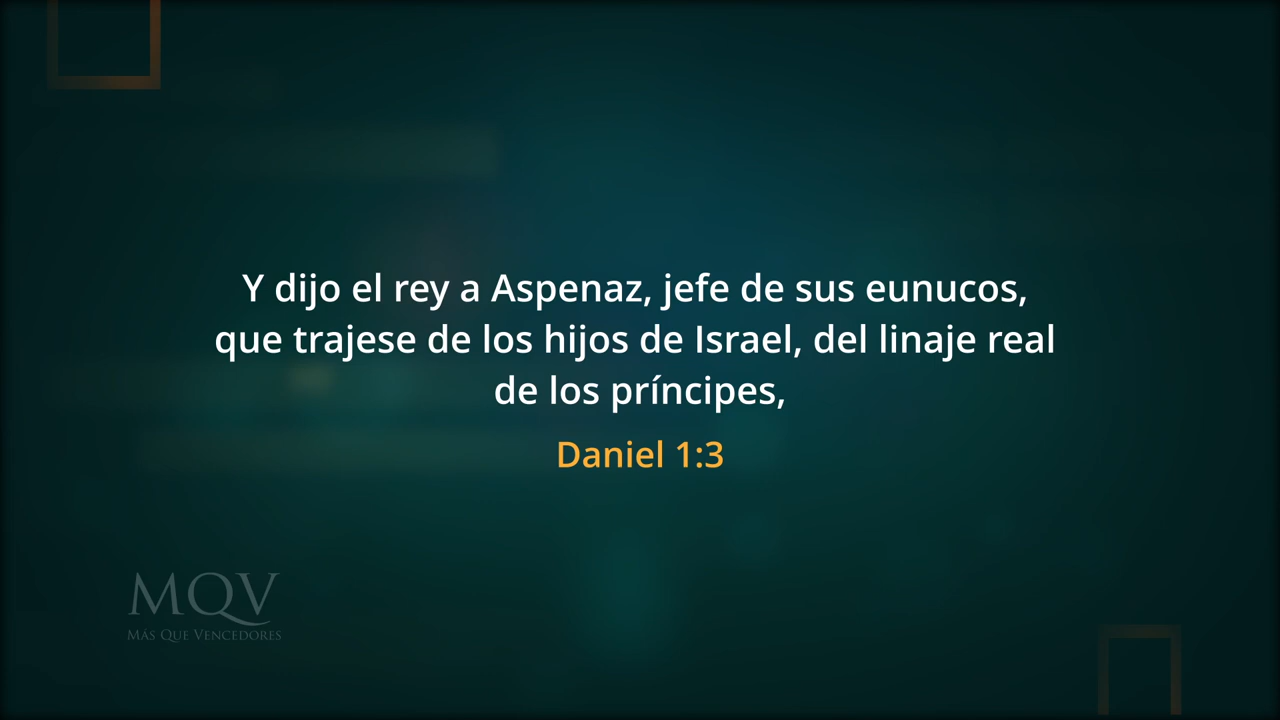 Y dijo el rey a Aspenaz, jefe de sus eunucos,
que trajese de los hijos de Israel, del linaje real
de los príncipes,
Daniel 1:3
MQV
MÁS QUE VENCEDORES